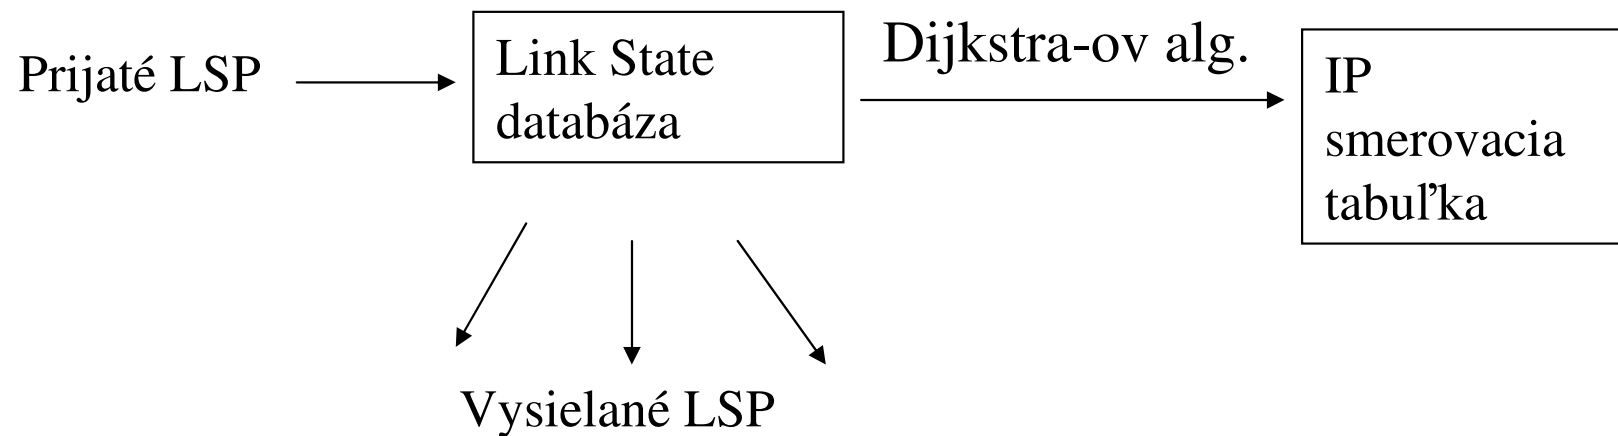 Prijaté LSP
Link State
databáza
Dijkstra-ov alg.
IP
smerovacia
tabuľka
Vysielané LSP